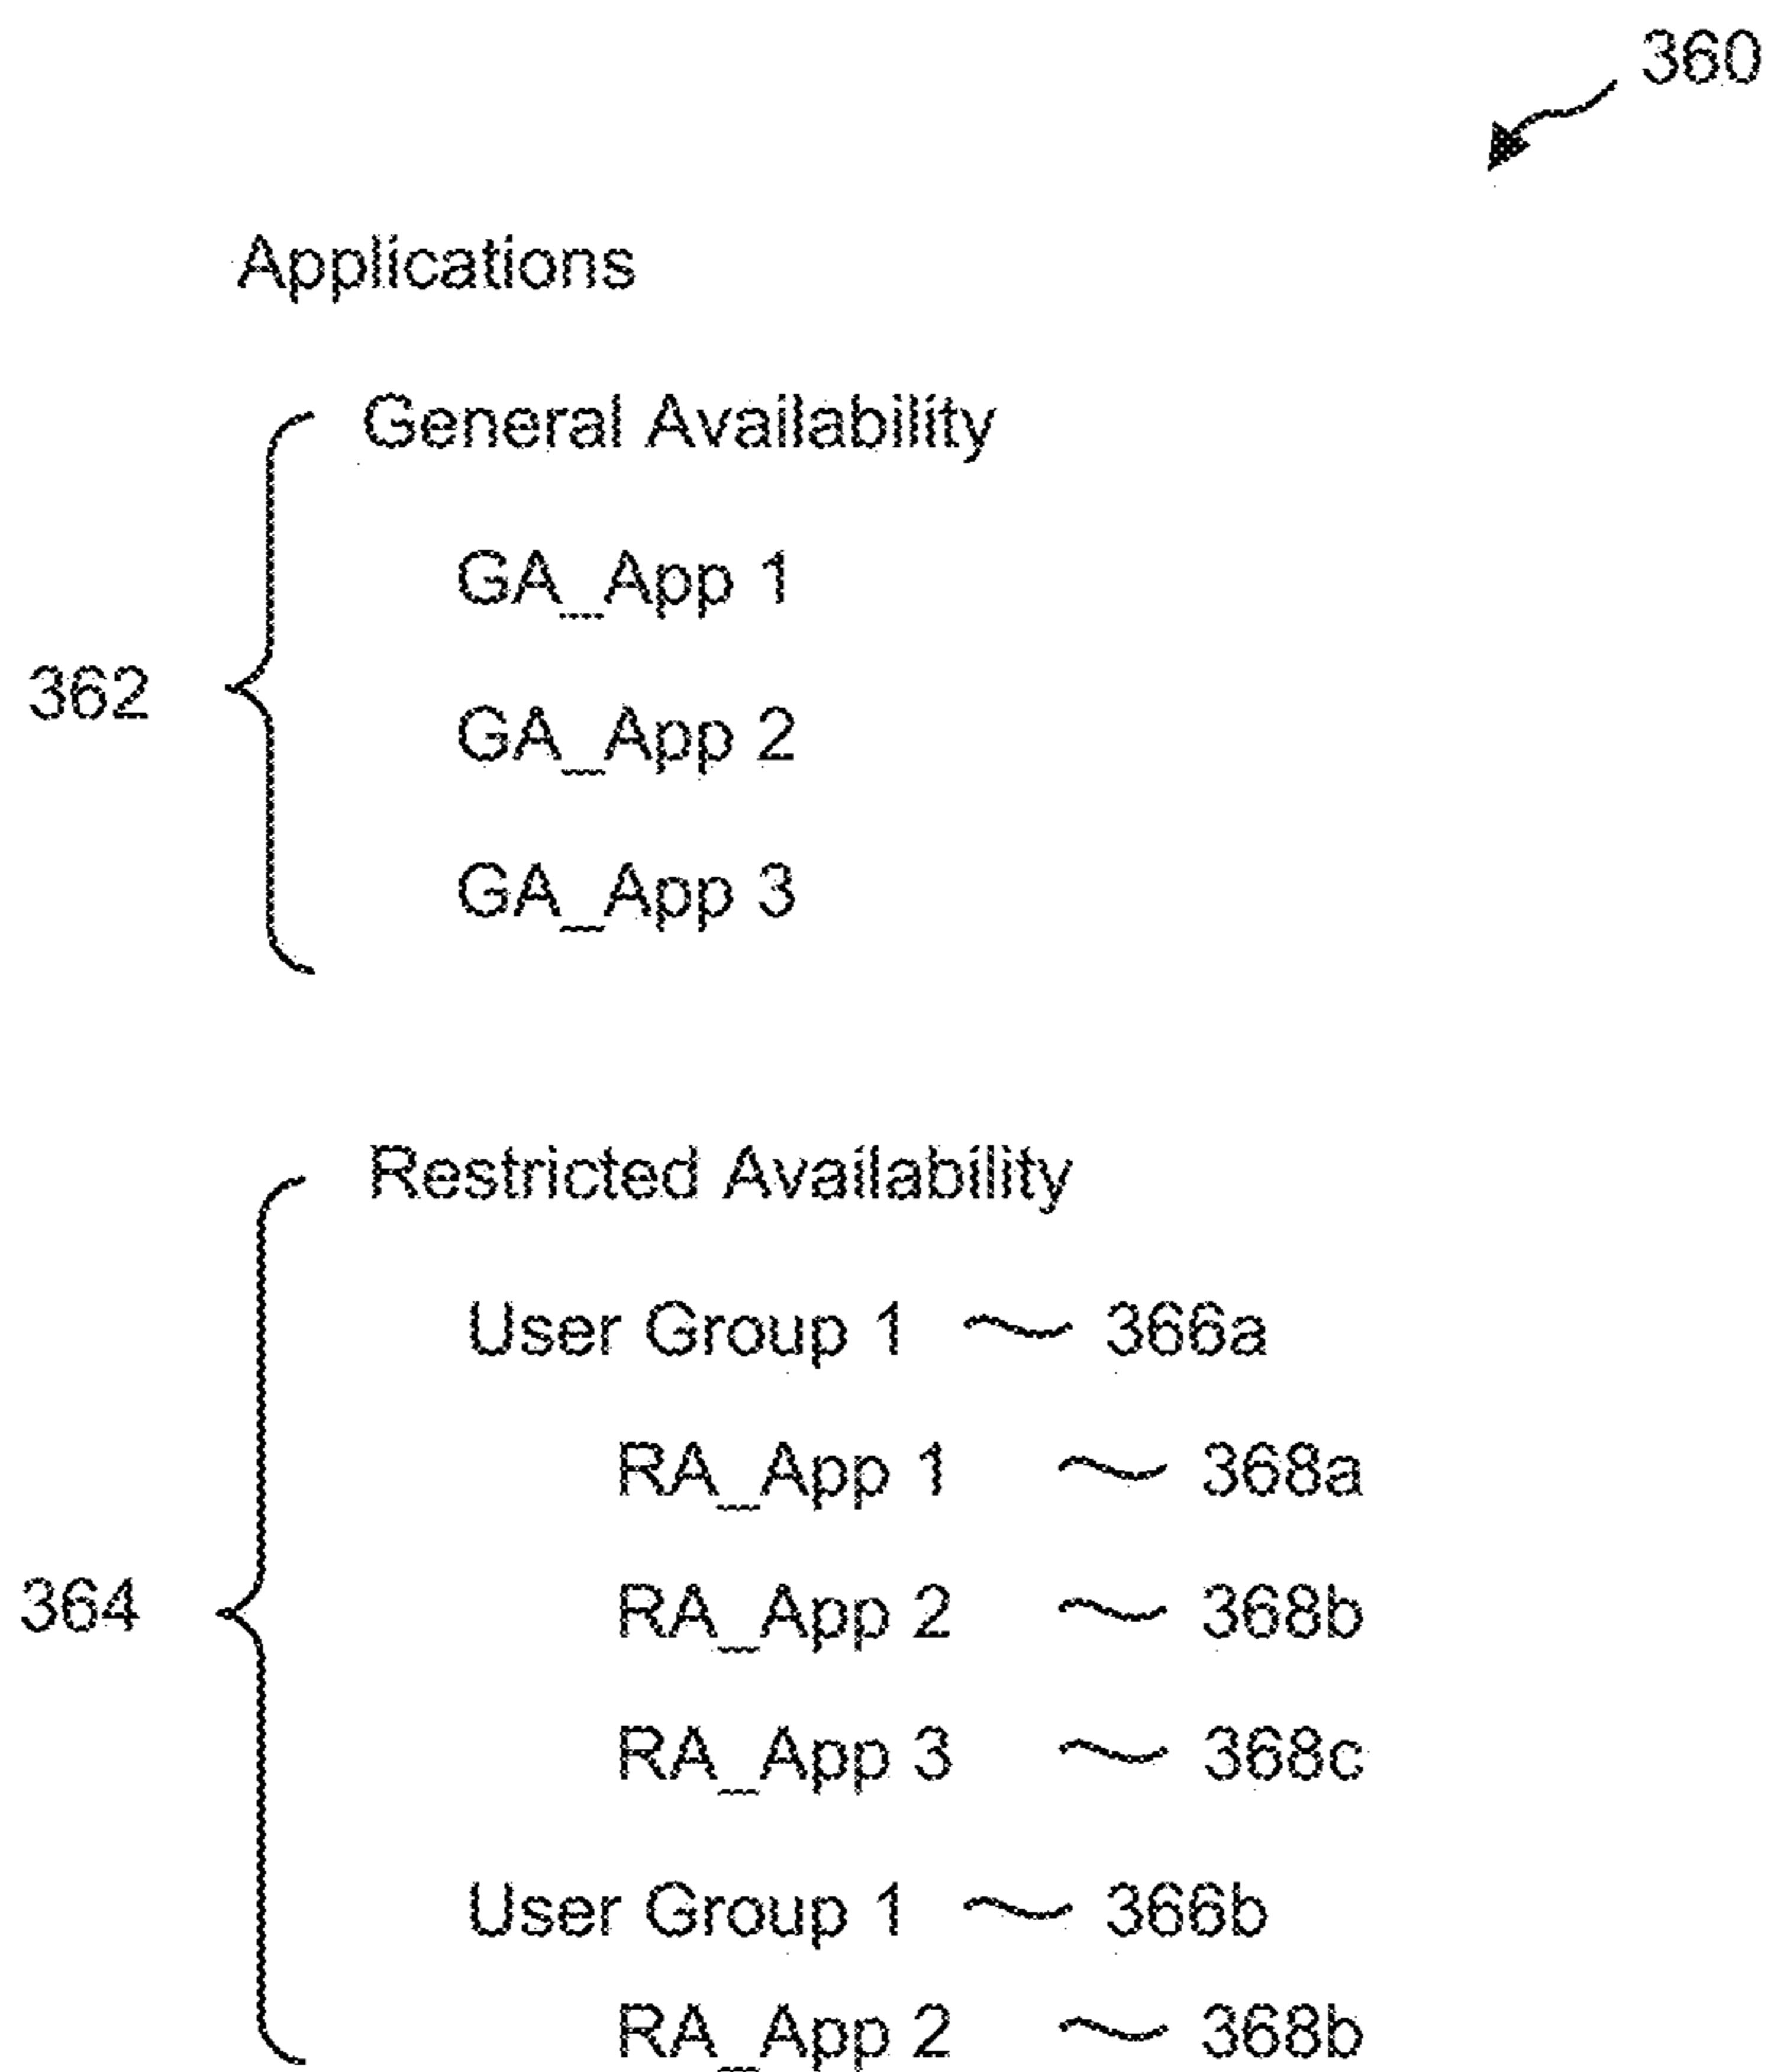 360
Applications
General Availability
GA_App 1
GA_App 2
362
GA_App 3
Restricted Availability
User Group 1 366a
RA_App 1 368a
364
RA_App 2 368b
RA_App 3 368c
User Group 1 366b
RA_App 2 368b